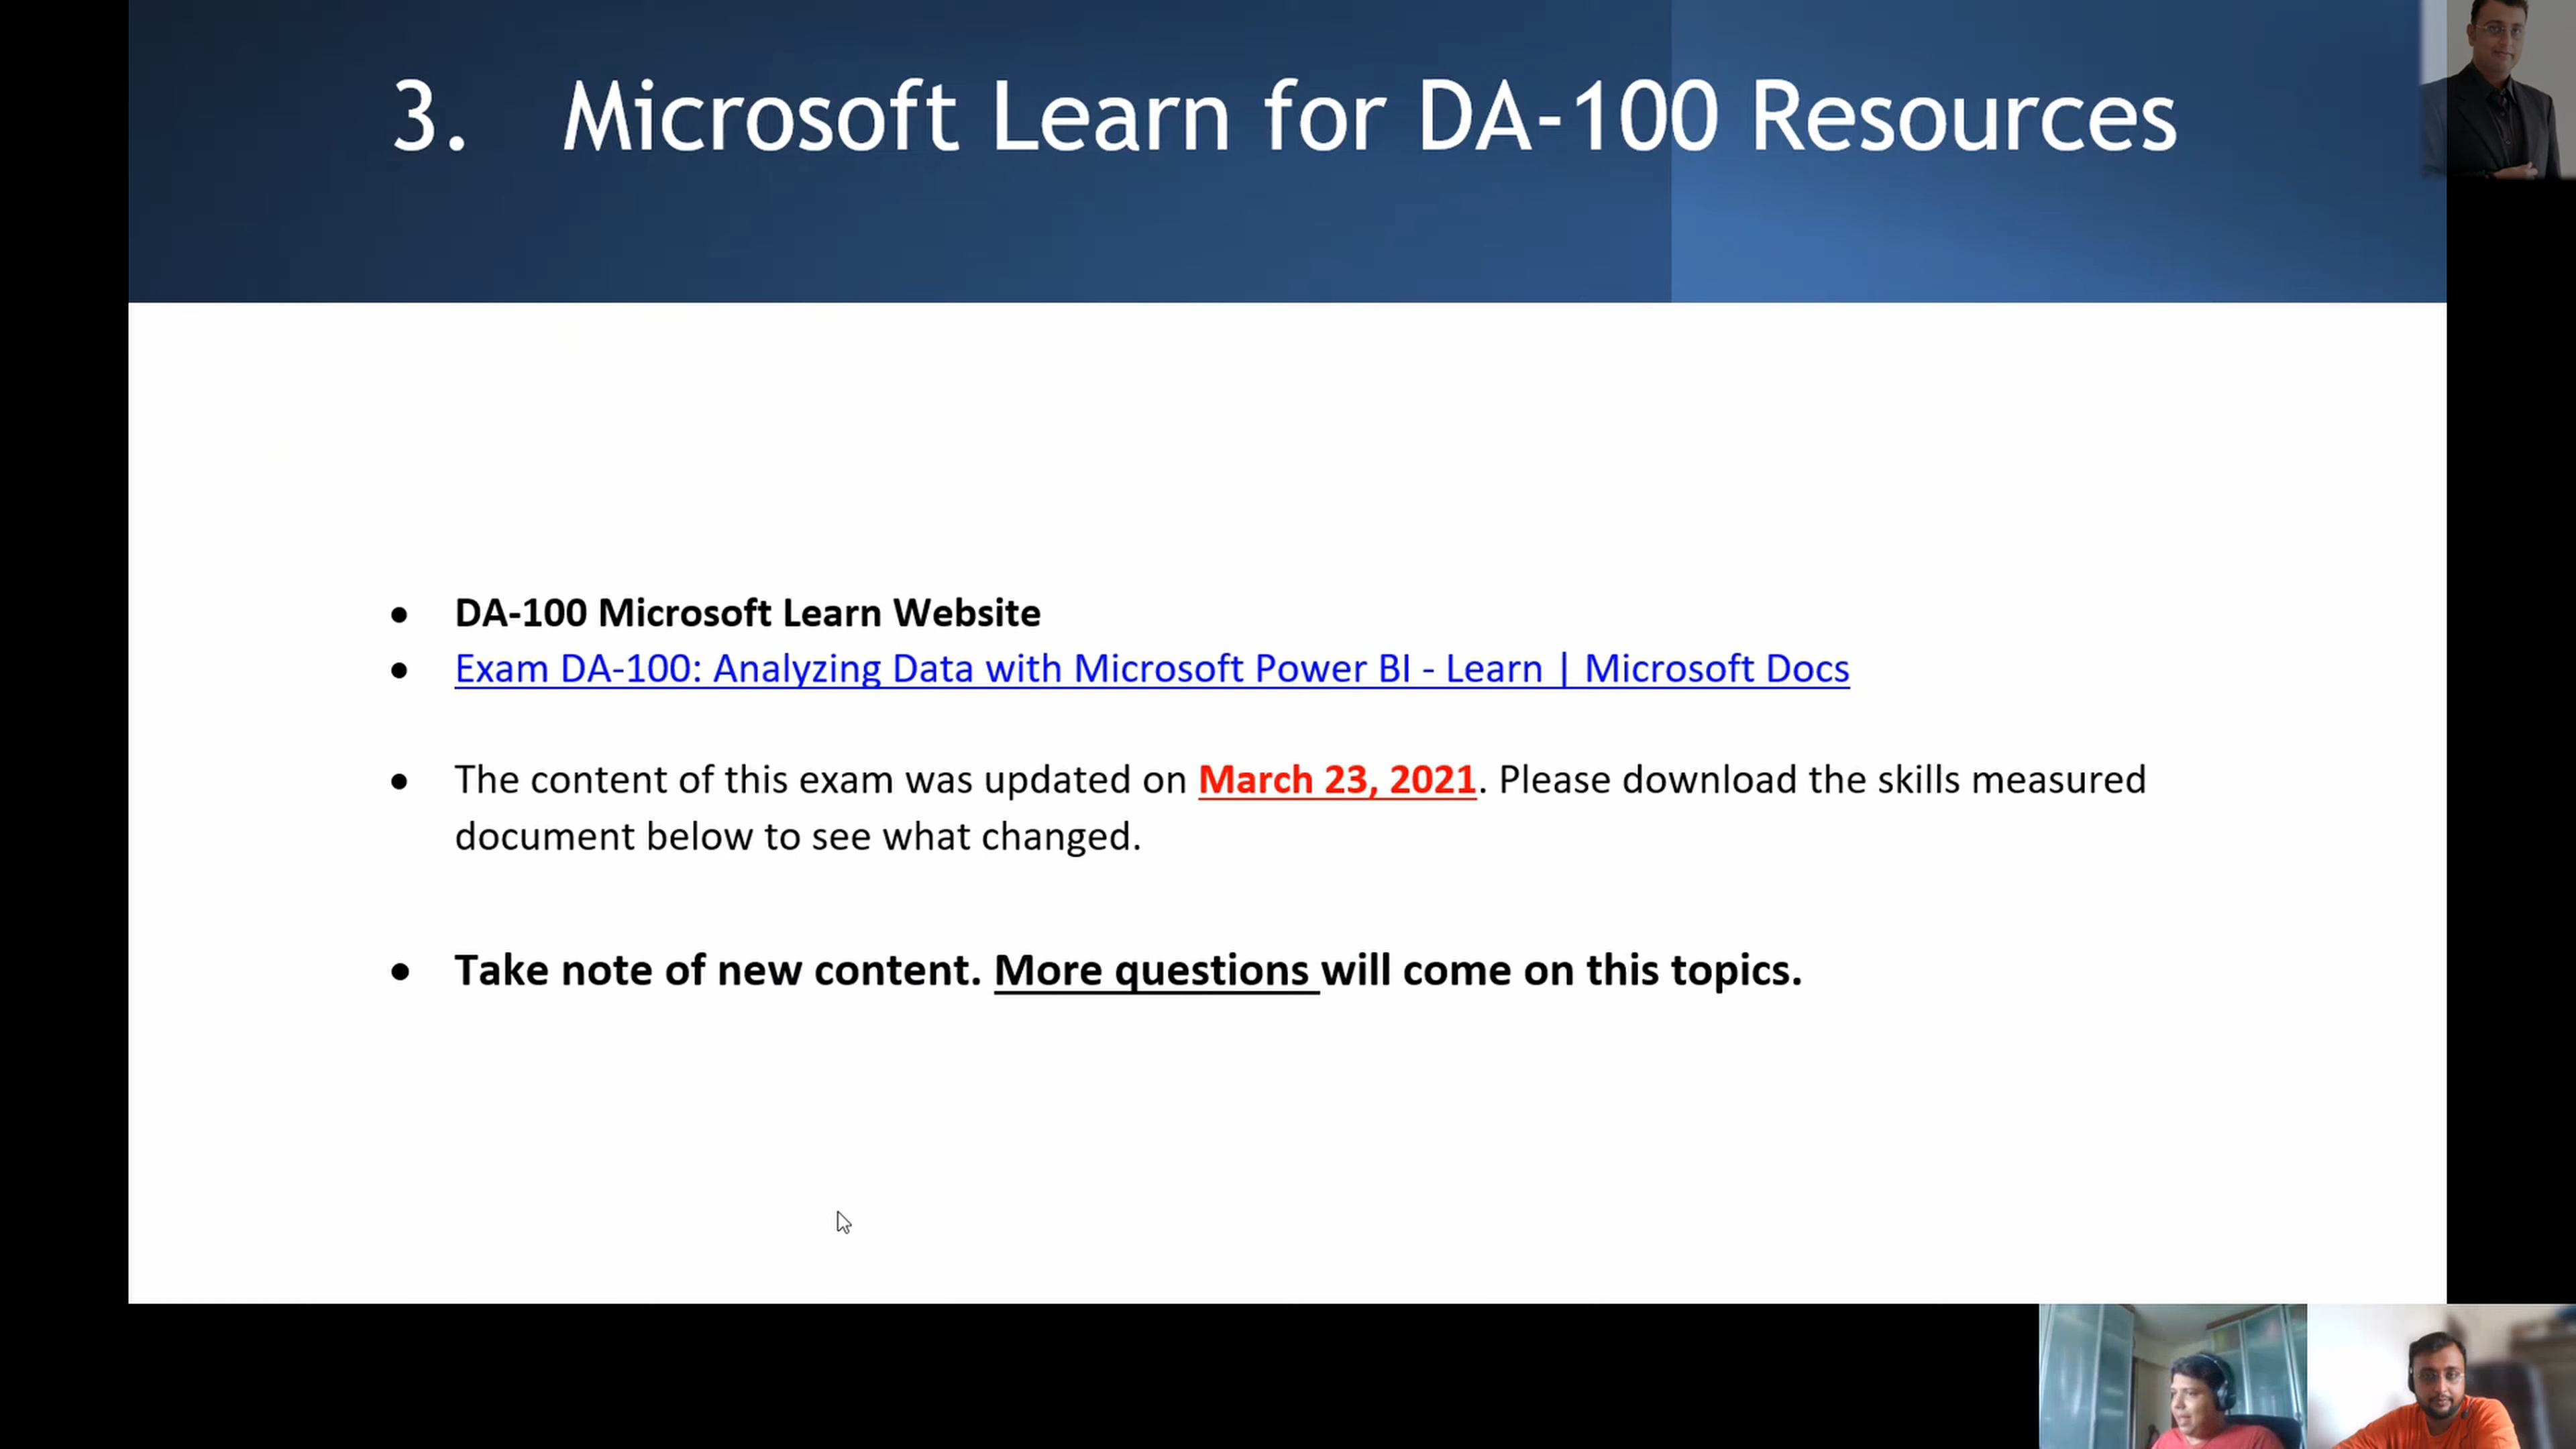 3. Microsoft Learn for DA-100 Resources
• DA-100 Microsoft Learn Website
• Exam DA-100: Analyzing Data with Microsoft Power BI - Learn | Microsoft Docs
• The content of this exam was updated on March 23, 2021. Please download the skills measured
document below to see what changed.
• Take note of new content. More questions will come on this topics.